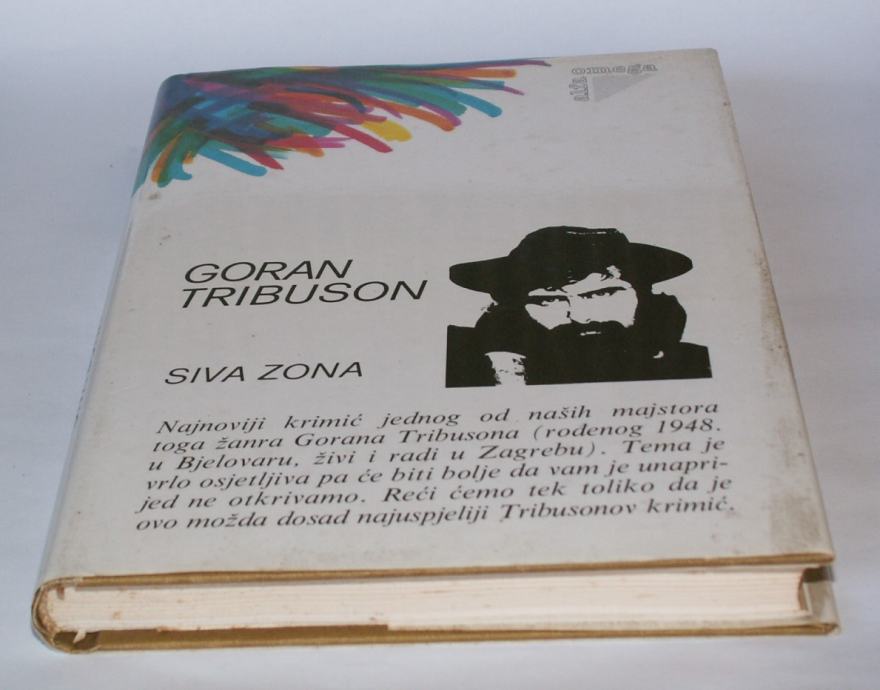 alfa omega
GORAN
TRIBUSON
SIVA ZONA
Najnoviji krimić jednog od naših majstora
toga žanra Gorana Tribusona (rođenog 1948.
u Bjelovaru, živi i radi u Zagrebu). Tema je
vrlo osjetljiva pa će biti bolje da vam je unapri-
jed ne otkrivamo. Reći ćemo tek toliko da je
ovo možda dosad najuspjeliji Tribusonov krimić.